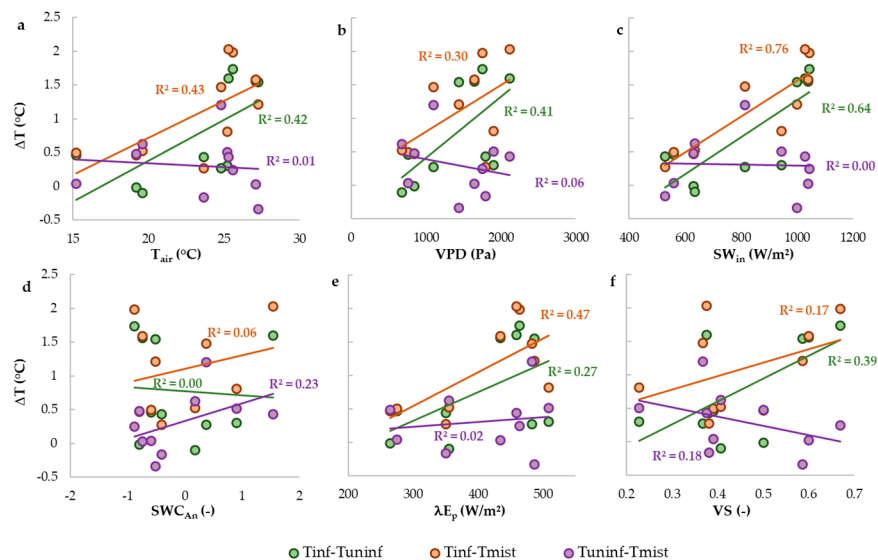 a
b
c
2.5
2
1.5
1
0.5
0
-0.5
ΔT (°C)
R² = 0.43
R² = 0.42
R² = 0.01
15
20
25
30
T_air (°C)
R² = 0.30
R² = 0.41
R² = 0.06
0
1000
2000
3000
VPD (Pa)
R² = 0.76
R² = 0.64
R² = 0.00
400
600
800
1000
1200
SW_in (W/m²)
d
e
f
2.5
2
1.5
1
0.5
0
-0.5
ΔT (°C)
R² = 0.06
R² = 0.00
R² = 0.23
-2
-1
0
1
2
SWC_An (-)
R² = 0.47
R² = 0.27
R² = 0.02
200
300
400
500
λE_p (W/m²)
R² = 0.17
R² = 0.39
R² = 0.18
0.2
0.3
0.4
0.5
0.6
0.7
VS (-)
Tinf-Tuninf
Tinf-Tmist
Tuninf-Tmist